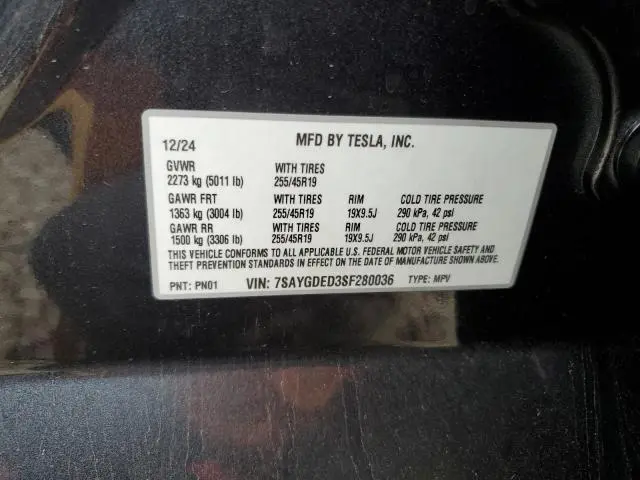 12/24 MFD BY TESLA, INC.
GVWR WITH TIRES
2273 kg (5011 lb) 255/45R19
GAWR FRT WITH TIRES RIM COLD TIRE PRESSURE
1363 kg (3004 lb) 255/45R19 19X9.5J 290 kPa, 42 psi
GAWR RR WITH TIRES RIM COLD TIRE PRESSURE
1500 kg (3306 lb) 255/45R19 19X9.5J 290 kPa, 42 psi
THIS VEHICLE CONFORMS TO ALL APPLICABLE U.S. FEDERAL MOTOR VEHICLE SAFETY AND
THEFT PREVENTION STANDARDS IN EFFECT ON THE DATE OF MANUFACTURE SHOWN ABOVE.
PNT: PN01 VIN: 7SAYGDED3SF280036 TYPE: MPV